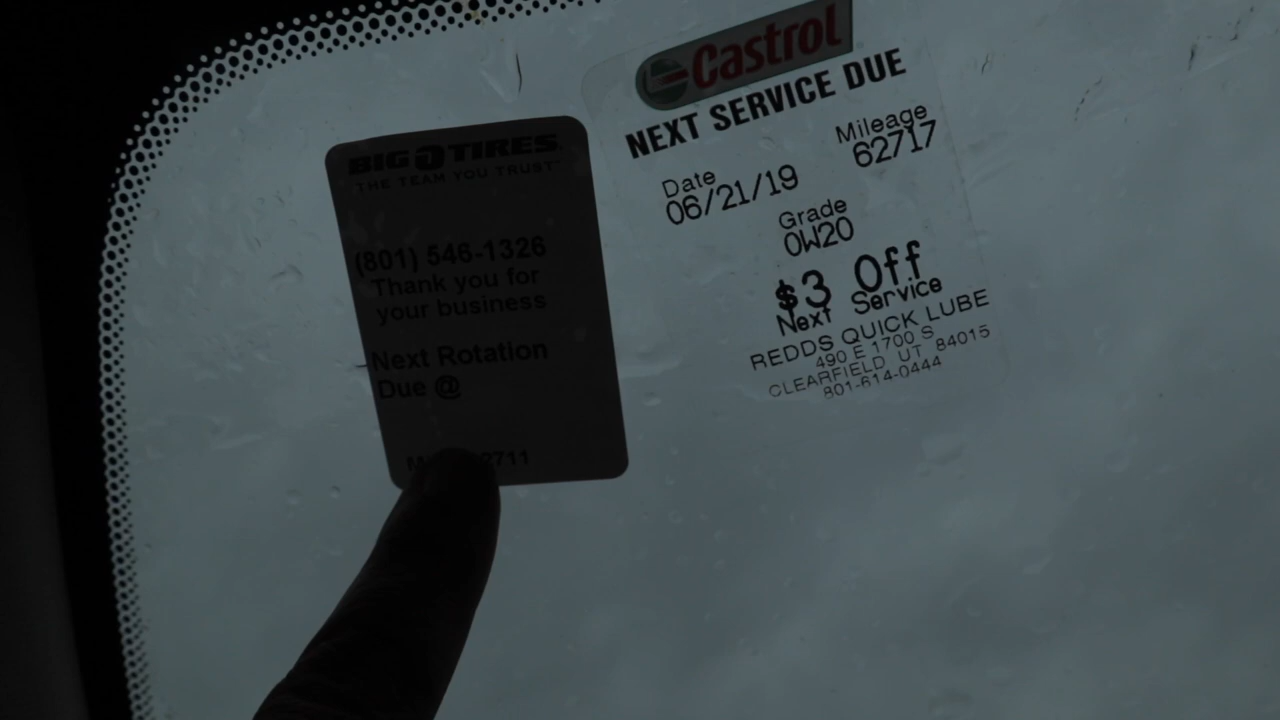 BIG O TIRES
THE TEAM YOU TRUST
(801) 546-1326
Thank you for
your business
Next Rotation
Due @
Castrol
NEXT SERVICE DUE
Date
06/21/19
Mileage
62717
Grade
0W20
$3 Off
Next Service
REDDS QUICK LUBE
490 E 1700 S
CLEARFIELD UT 84015
801-614-0444